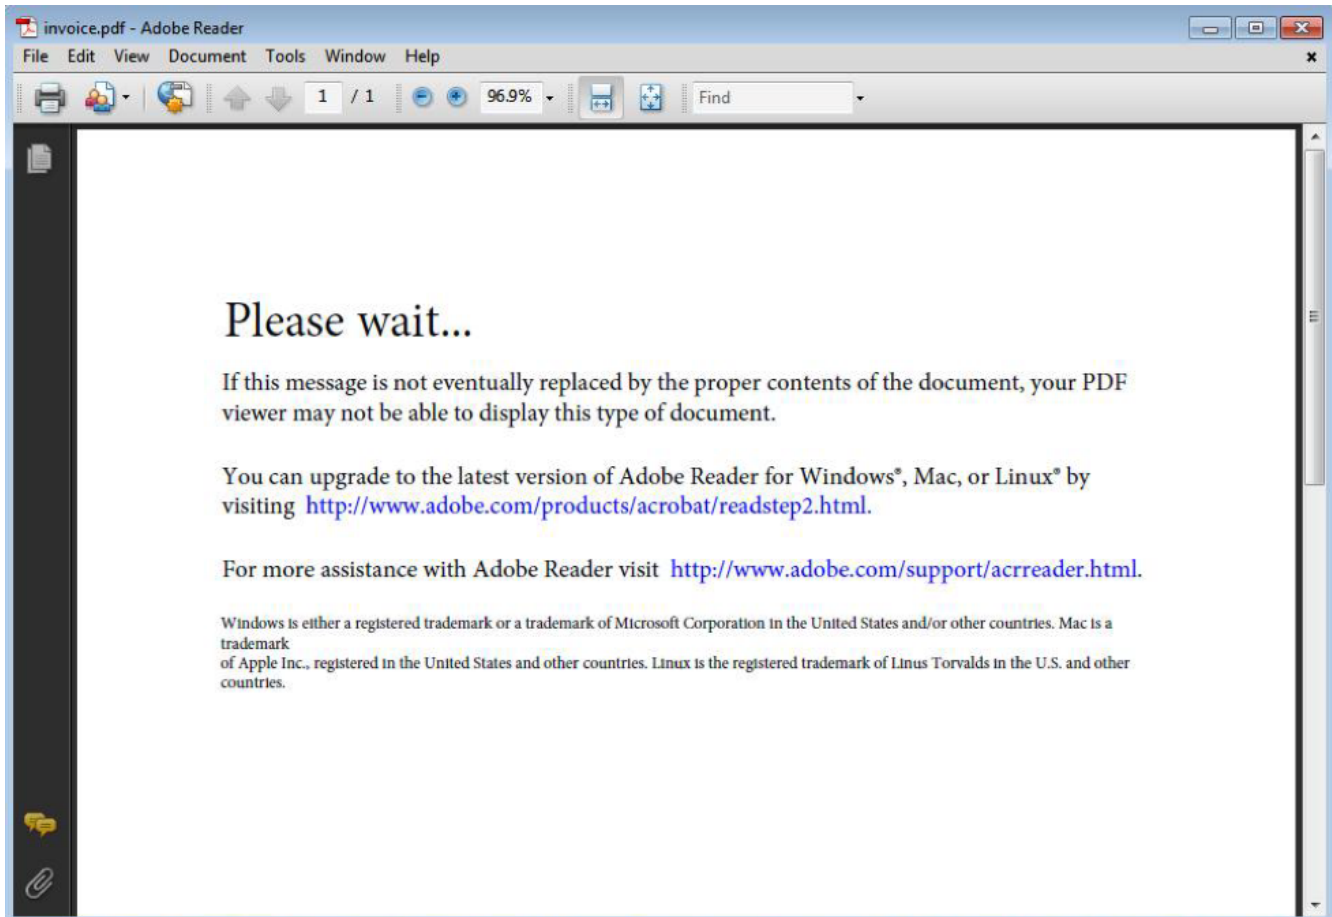 invoice.pdf - Adobe Reader
File Edit View Document Tools Window Help
1 / 1 96.9% Find
Please wait...
If this message is not eventually replaced by the proper contents of the document, your PDF
viewer may not be able to display this type of document.
You can upgrade to the latest version of Adobe Reader for Windows®, Mac, or Linux® by
visiting http://www.adobe.com/products/acrobat/readstep2.html.
For more assistance with Adobe Reader visit http://www.adobe.com/support/acrreader.html.
Windows is either a registered trademark or a trademark of Microsoft Corporation in the United States and/or other countries. Mac is a
trademark
of Apple Inc., registered in the United States and other countries. Linux is the registered trademark of Linus Torvalds in the U.S. and other
countries.